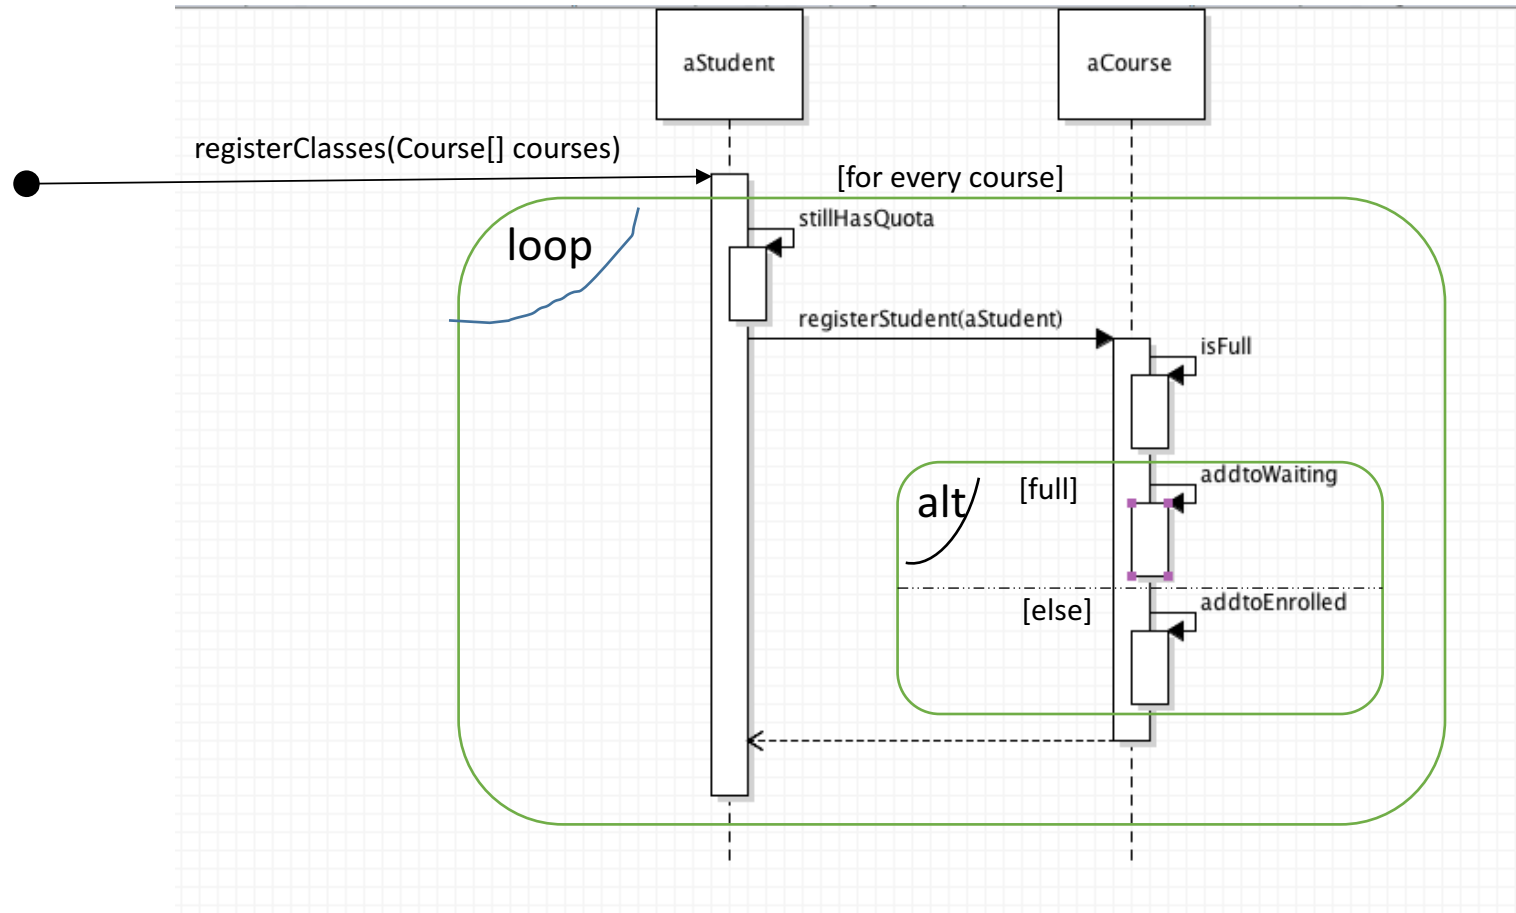 aStudent
aCourse
registerClasses(Course[] courses)
[for every course]
loop
stillHasQuota
registerStudent(aStudent)
isFull
alt
[full]
addtoWaiting
[else]
addtoEnrolled